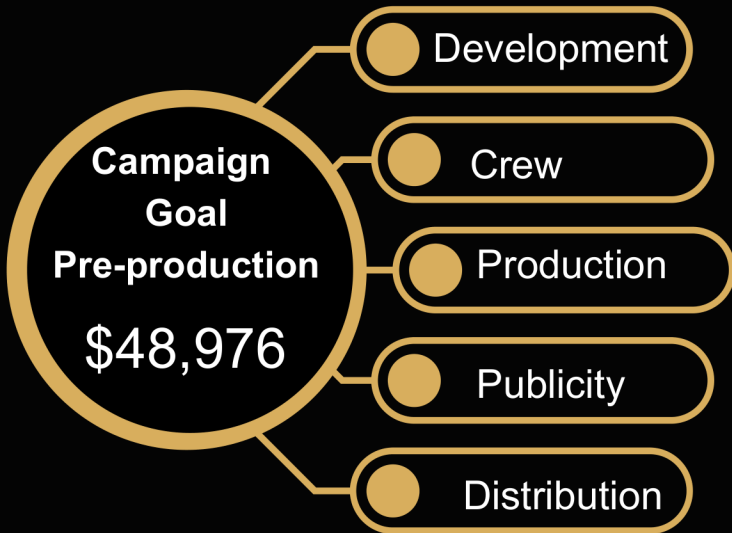 Campaign
Goal
Pre-production
$48,976
Development
Crew
Production
Publicity
Distribution